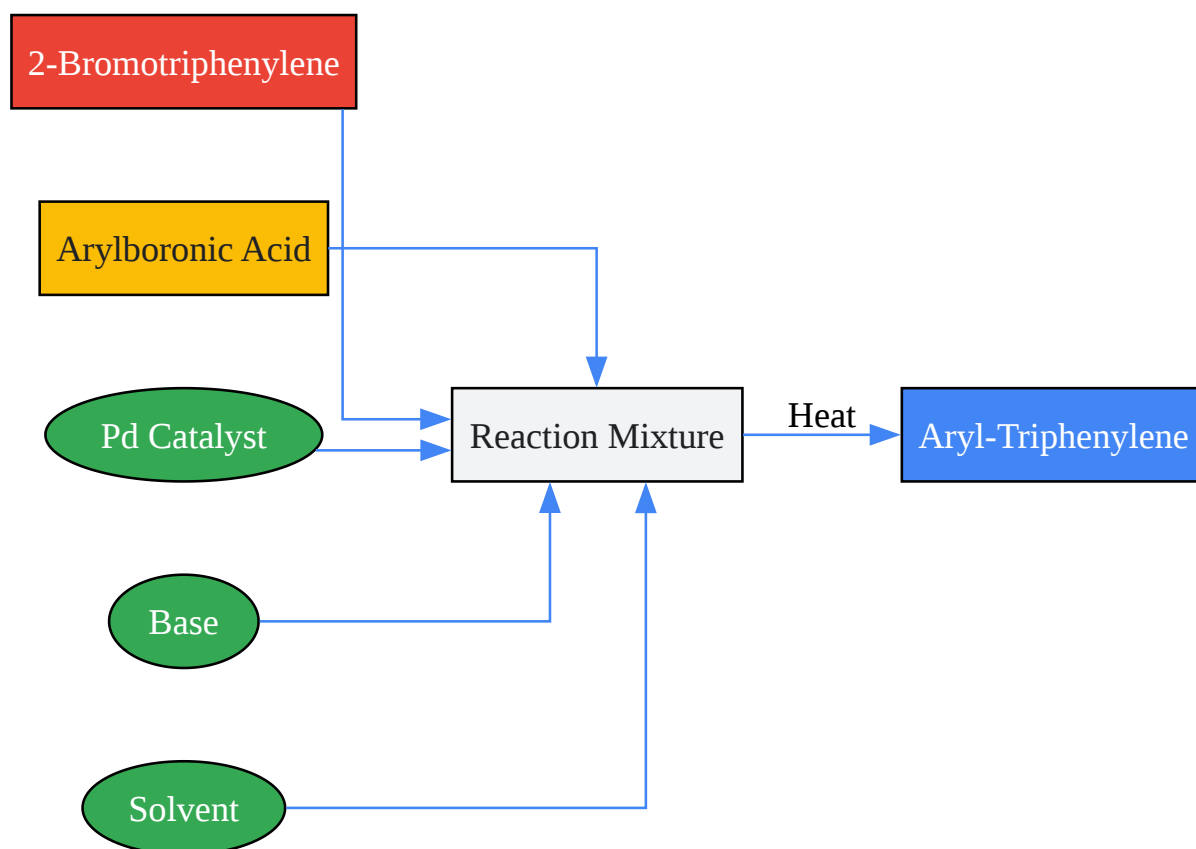 2-Bromotriphenylene
Arylboronic Acid
Pd Catalyst
Reaction Mixture
Heat
Aryl-Triphenylene
Base
Solvent